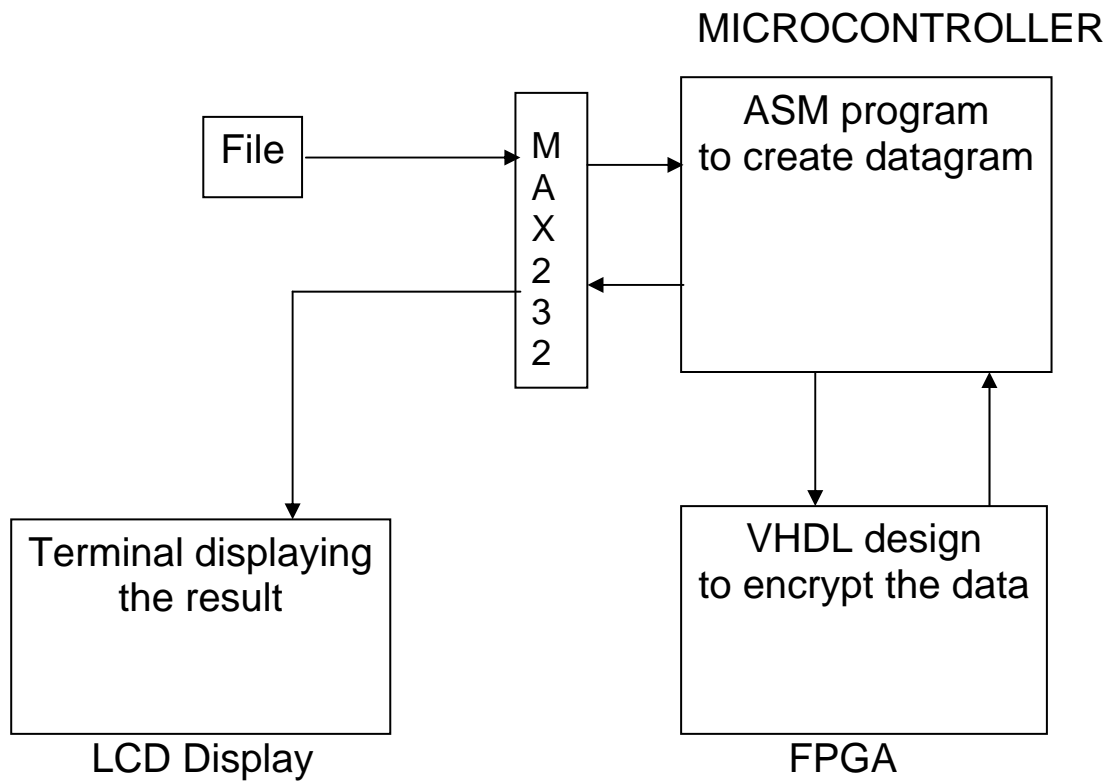 MICROCONTROLLER
File
M
A
X
2
3
2
ASM program
to create datagram
Terminal displaying
the result
LCD Display
VHDL design
to encrypt the data
FPGA